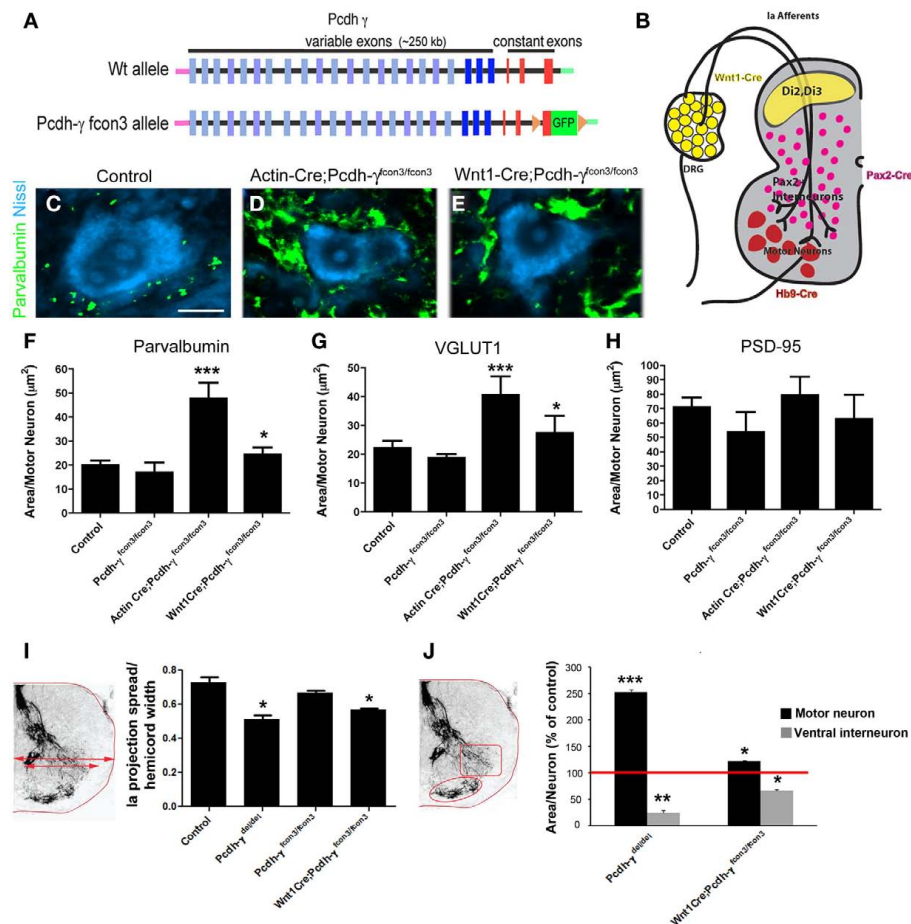 A
Pcdh γ
variable exons (~250 kb)
constant exons
Wt allele
Pcdh-γ fcon3 allele
GFP
B
Ia Afferents
Wnt1-Cre
Di2,Di3
DRG
Pax2-Cre
Pax2
Interneurons
Motor Neurons
Hb9-Cre
Parvalbumin Nissl
Control
C
Actin-Cre;Pcdh-γfcon3/fcon3
D
Wnt1-Cre;Pcdh-γfcon3/fcon3
E
F
Parvalbumin
Area/Motor Neuron (μm2)
60
50
40
30
20
10
0
***
*
Control
Pcdh-γ fcon3/fcon3
Actin Cre;Pcdh-γ fcon3/fcon3
Wnt1Cre;Pcdh-γ fcon3/fcon3
G
VGLUT1
Area/Motor Neuron (μm2)
50
40
30
20
10
0
***
*
Control
Pcdh-γ fcon3/fcon3
Actin Cre;Pcdh-γ fcon3/fcon3
Wnt1Cre;Pcdh-γ fcon3/fcon3
H
PSD-95
Area/Motor Neuron (μm2)
100
90
80
70
60
50
40
30
20
10
0
Control
Pcdh-γ fcon3/fcon3
Actin Cre;Pcdh-γ fcon3/fcon3
Wnt1Cre;Pcdh-γ fcon3/fcon3
I
Ia projection spread/
hemicord width
0.8
0.6
0.4
0.2
0.0
*
*
Control
Pcdh-γ del/del
Pcdh-γ fcon3/fcon3
Wnt1Cre;Pcdh-γ fcon3/fcon3
J
Area/Neuron (% of control)
300
250
200
150
100
50
0
***
**
*
*
Motor neuron
Ventral interneuron
Pcdh-γ del/del
Wnt1Cre;Pcdh-γ fcon3/fcon3